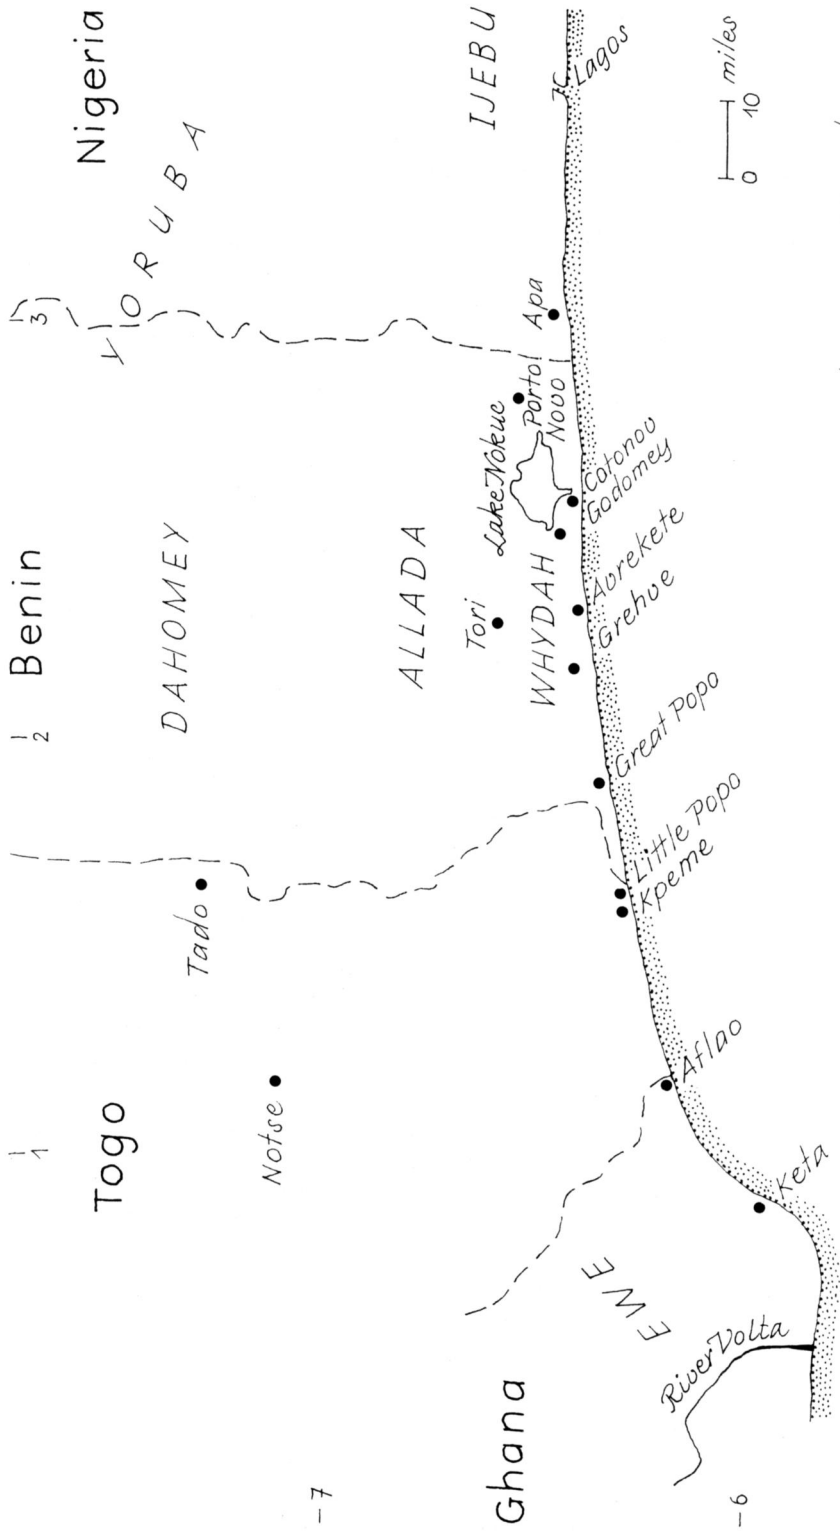 1
2
3
Togo
Benin
Nigeria
YORUBA
Tado
DAHOMEY
Notse
-7
ALLADA
Ghana
Tori
Lake Nokue
IJEBU
EWE
WHYDAH
Porto Novo
Apa
Lagos
Cotonou
Godomey
Avrekete
Grehue
Great Popo
Little Popo
Kpeme
Aflao
Keta
River Volta
-6
0 10 miles